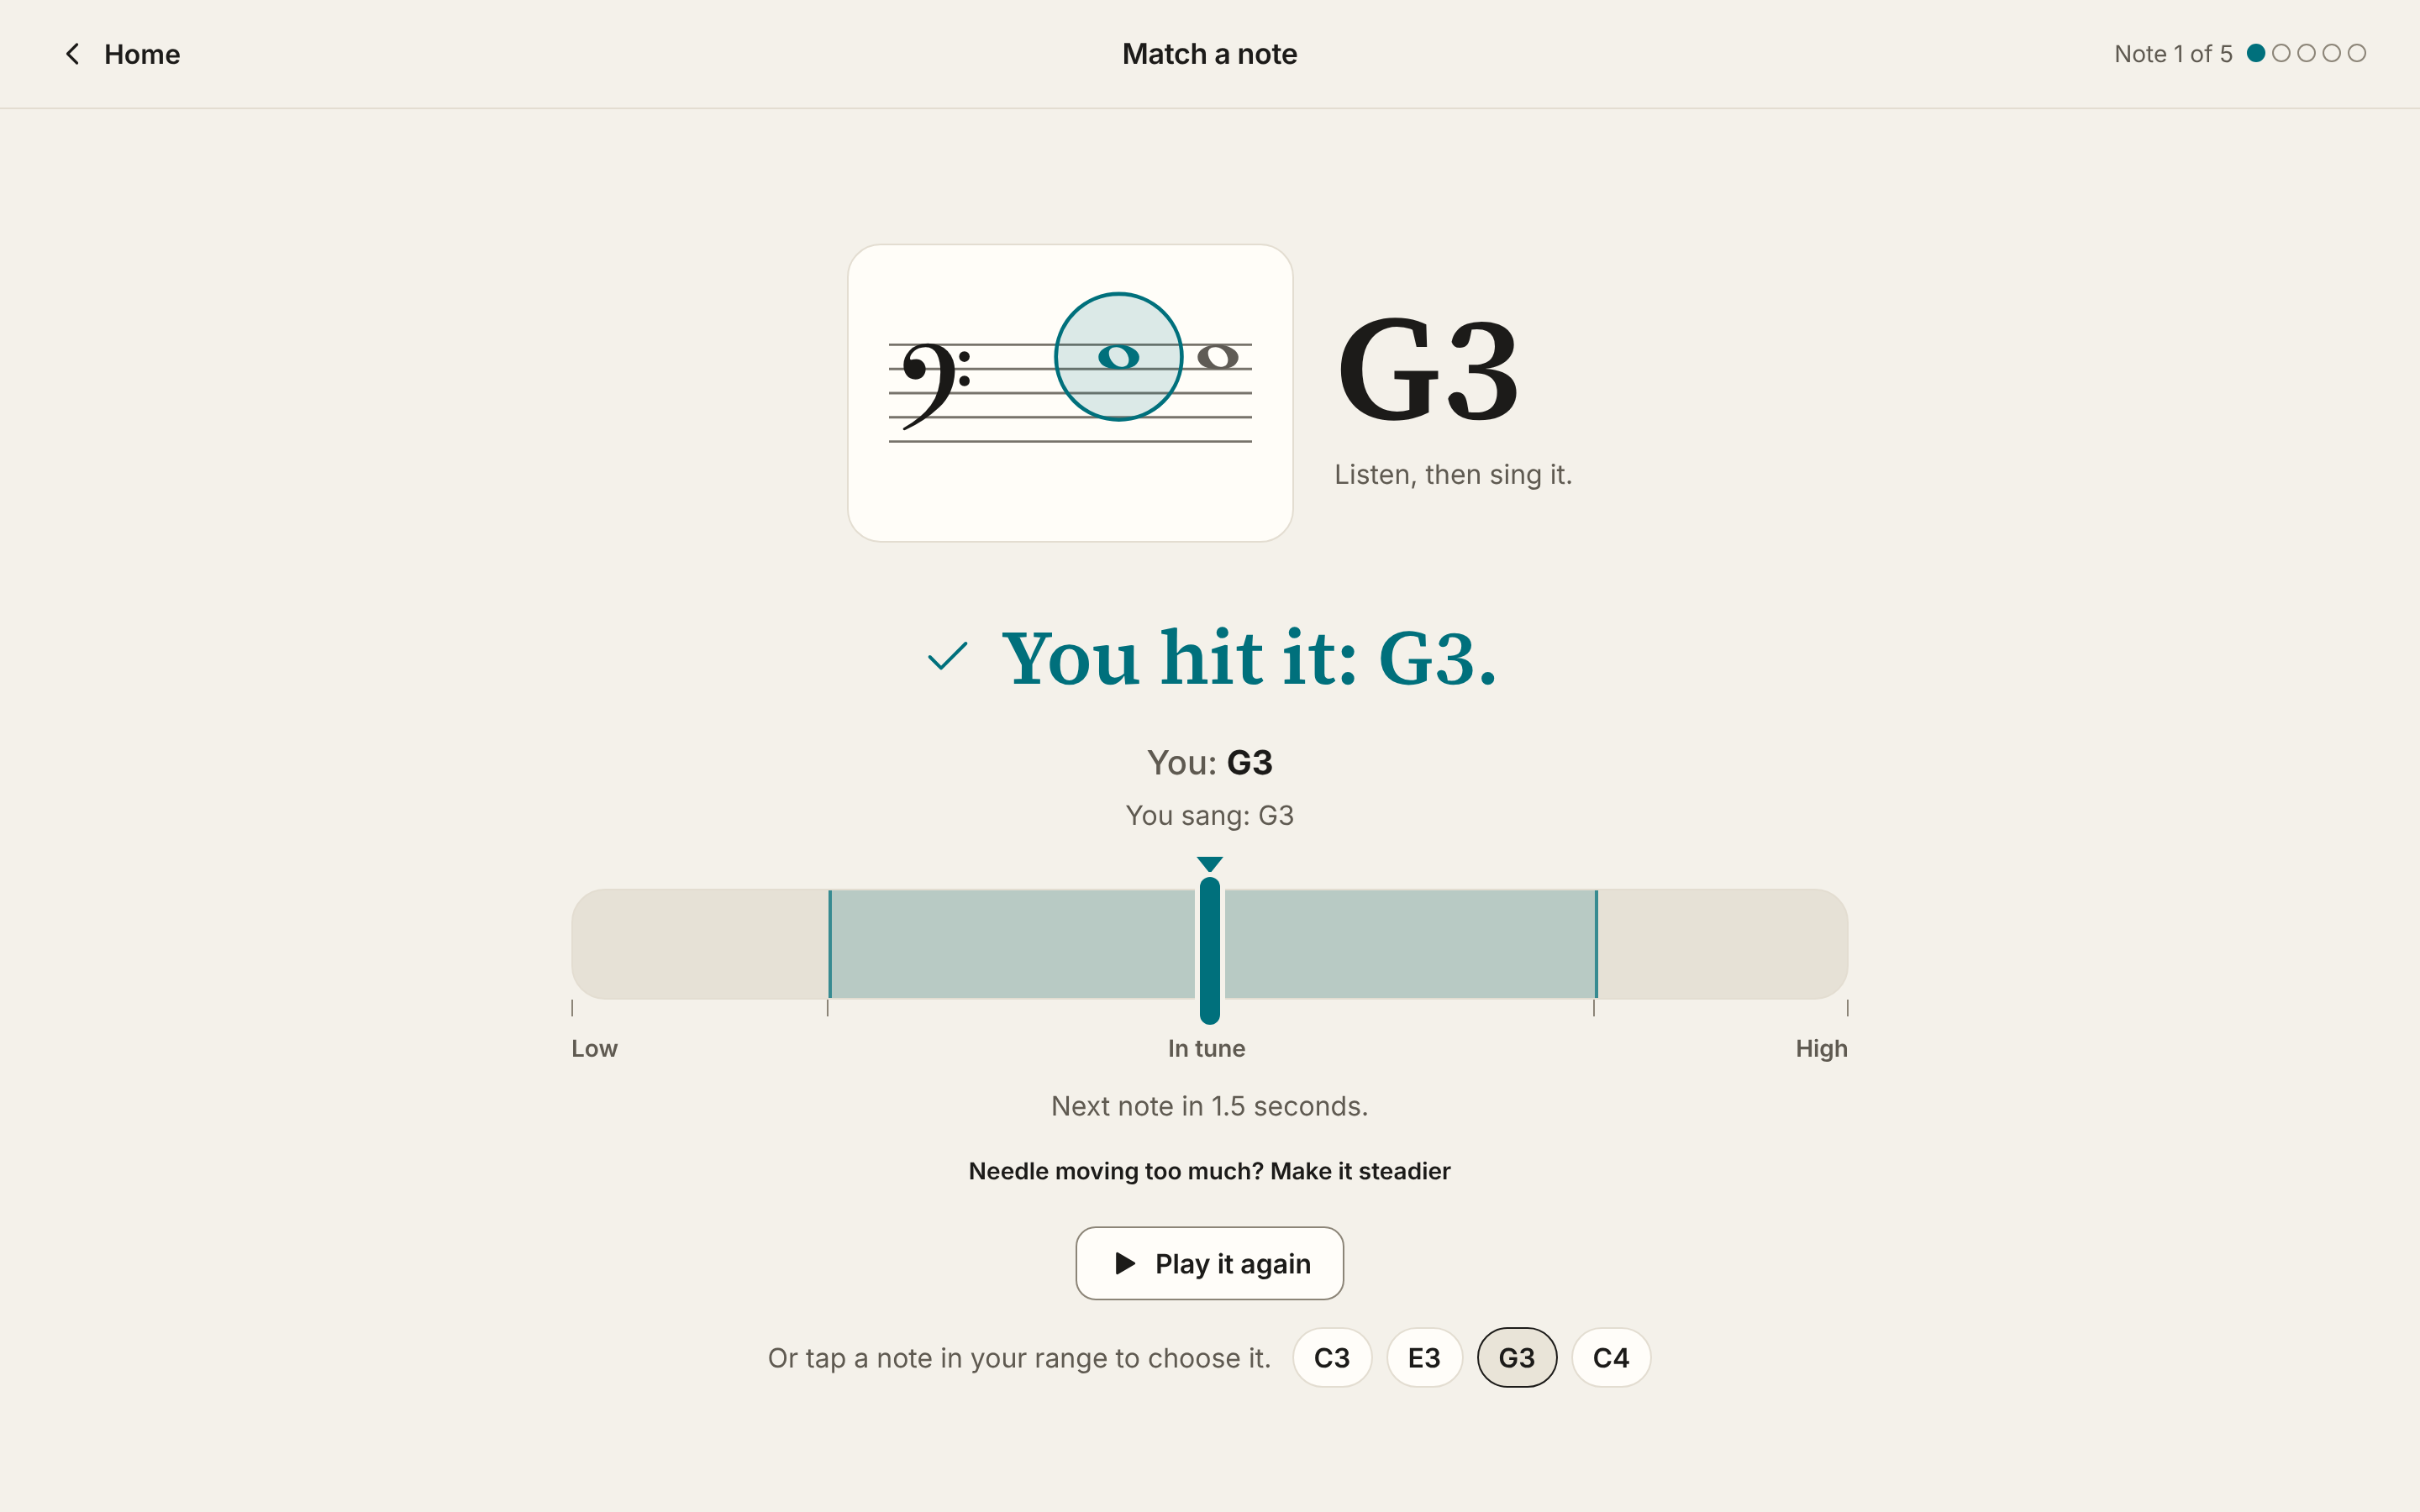 Home
Match a note
Note 1 of 5
G3
Listen, then sing it.
You hit it: G3.
You: G3
You sang: G3
Low
In tune
High
Next note in 1.5 seconds.
Needle moving too much? Make it steadier
Play it again
Or tap a note in your range to choose it.
C3
E3
G3
C4